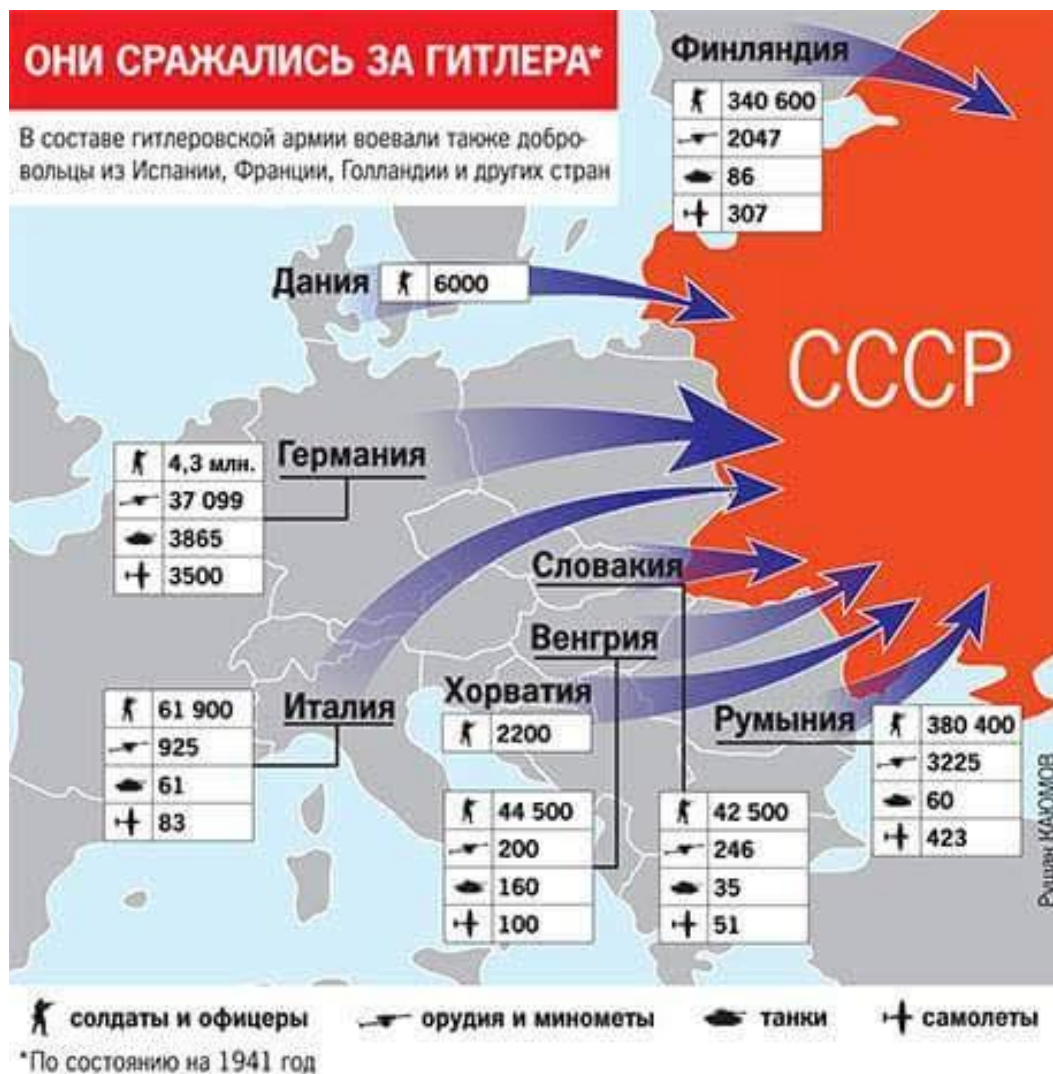 ОНИ СРАЖАЛИСЬ ЗА ГИТЛЕРА*
В составе гитлеровской армии воевали также добро-
вольцы из Испании, Франции, Голландии и других стран
Финляндия
340 600
2047
86
307
Дания
6000
СССР
Германия
4,3 млн.
37 099
3865
3500
Словакия
Венгрия
Италия
61 900
925
61
83
Хорватия
2200
Румыния
380 400
3225
60
423
44 500
200
160
100
42 500
246
35
51
Рушан КАЮМОВ
солдаты и офицеры
орудия и минометы
танки
самолеты
*По состоянию на 1941 год